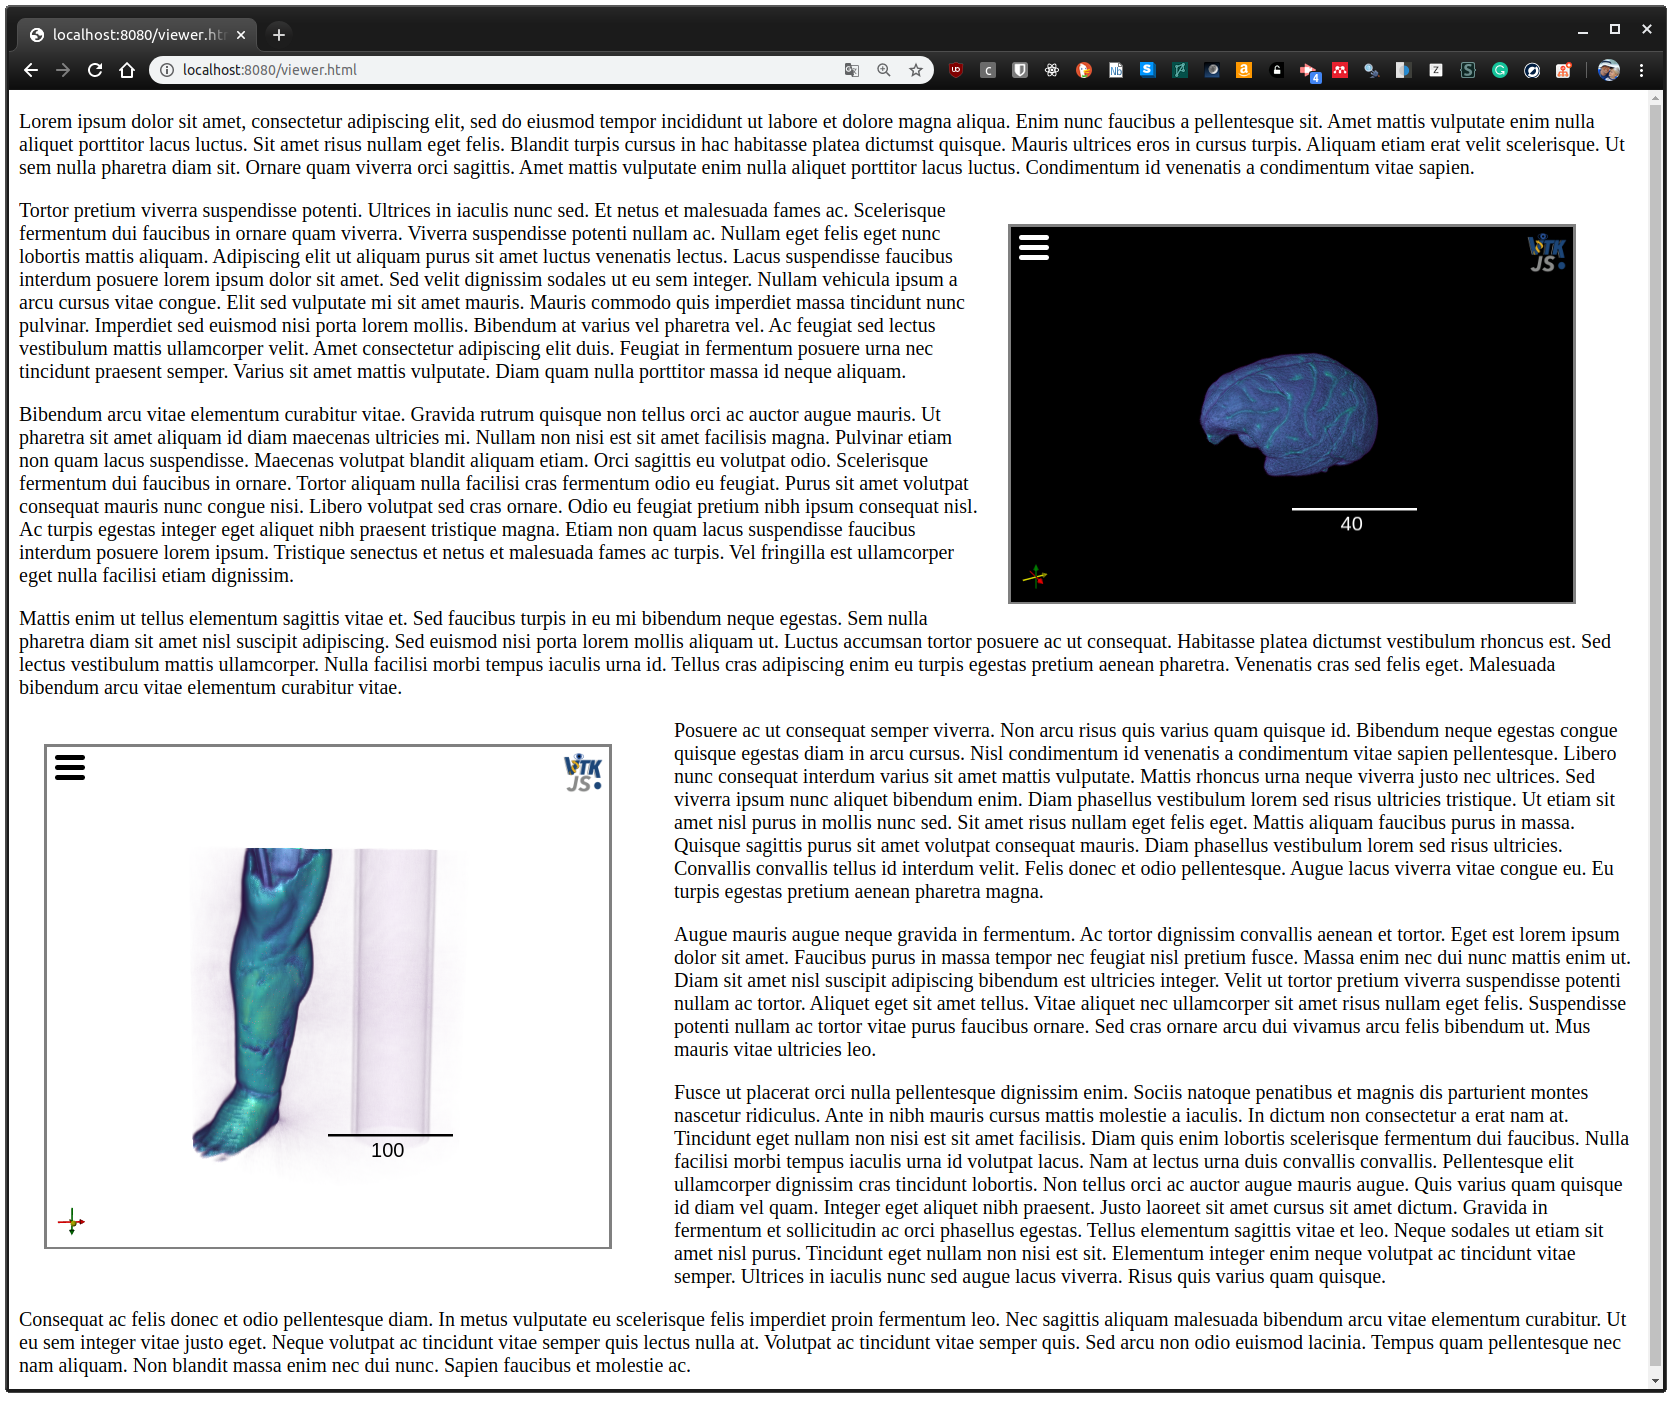 localhost:8080/viewer.htm
localhost:8080/viewer.html
Lorem ipsum dolor sit amet, consectetur adipiscing elit, sed do eiusmod tempor incididunt ut labore et dolore magna aliqua. Enim nunc faucibus a pellentesque sit. Amet mattis vulputate enim nulla
aliquet porttitor lacus luctus. Sit amet risus nullam eget felis. Blandit turpis cursus in hac habitasse platea dictumst quisque. Mauris ultrices eros in cursus turpis. Aliquam etiam erat velit scelerisque. Ut
sem nulla pharetra diam sit. Ornare quam viverra orci sagittis. Amet mattis vulputate enim nulla aliquet porttitor lacus luctus. Condimentum id venenatis a condimentum vitae sapien.
Tortor pretium viverra suspendisse potenti. Ultrices in iaculis nunc sed. Et netus et malesuada fames ac. Scelerisque
fermentum dui faucibus in ornare quam viverra. Viverra suspendisse potenti nullam ac. Nullam eget felis eget nunc
lobortis mattis aliquam. Adipiscing elit ut aliquam purus sit amet luctus venenatis lectus. Lacus suspendisse faucibus
interdum posuere lorem ipsum dolor sit amet. Sed velit dignissim sodales ut eu sem integer. Nullam vehicula ipsum a
arcu cursus vitae congue. Elit sed vulputate mi sit amet mauris. Mauris commodo quis imperdiet massa tincidunt nunc
pulvinar. Imperdiet sed euismod nisi porta lorem mollis. Bibendum at varius vel pharetra vel. Ac feugiat sed lectus
vestibulum mattis ullamcorper velit. Amet consectetur adipiscing elit duis. Feugiat in fermentum posuere urna nec
tincidunt praesent semper. Varius sit amet mattis vulputate. Diam quam nulla porttitor massa id neque aliquam.
VTK
JS
40
Bibendum arcu vitae elementum curabitur vitae. Gravida rutrum quisque non tellus orci ac auctor augue mauris. Ut
pharetra sit amet aliquam id diam maecenas ultricies mi. Nullam non nisi est sit amet facilisis magna. Pulvinar etiam
non quam lacus suspendisse. Maecenas volutpat blandit aliquam etiam. Orci sagittis eu volutpat odio. Scelerisque
fermentum dui faucibus in ornare. Tortor aliquam nulla facilisi cras fermentum odio eu feugiat. Purus sit amet volutpat
consequat mauris nunc congue nisi. Libero volutpat sed cras ornare. Odio eu feugiat pretium nibh ipsum consequat nisl.
Ac turpis egestas integer eget aliquet nibh praesent tristique magna. Etiam non quam lacus suspendisse faucibus
interdum posuere lorem ipsum. Tristique senectus et netus et malesuada fames ac turpis. Vel fringilla est ullamcorper
eget nulla facilisi etiam dignissim.
Mattis enim ut tellus elementum sagittis vitae et. Sed faucibus turpis in eu mi bibendum neque egestas. Sem nulla
pharetra diam sit amet nisl suscipit adipiscing. Sed euismod nisi porta lorem mollis aliquam ut. Luctus accumsan tortor posuere ac ut consequat. Habitasse platea dictumst vestibulum rhoncus est. Sed
lectus vestibulum mattis ullamcorper. Nulla facilisi morbi tempus iaculis urna id. Tellus cras adipiscing enim eu turpis egestas pretium aenean pharetra. Venenatis cras sed felis eget. Malesuada
bibendum arcu vitae elementum curabitur vitae.
VTK
JS
100
Posuere ac ut consequat semper viverra. Non arcu risus quis varius quam quisque id. Bibendum neque egestas congue
quisque egestas diam in arcu cursus. Nisl condimentum id venenatis a condimentum vitae sapien pellentesque. Libero
nunc consequat interdum varius sit amet mattis vulputate. Mattis rhoncus urna neque viverra justo nec ultrices. Sed
viverra ipsum nunc aliquet bibendum enim. Diam phasellus vestibulum lorem sed risus ultricies tristique. Ut etiam sit
amet nisl purus in mollis nunc sed. Sit amet risus nullam eget felis eget. Mattis aliquam faucibus purus in massa.
Quisque sagittis purus sit amet volutpat consequat mauris. Diam phasellus vestibulum lorem sed risus ultricies.
Convallis convallis tellus id interdum velit. Felis donec et odio pellentesque. Augue lacus viverra vitae congue eu. Eu
turpis egestas pretium aenean pharetra magna.
Augue mauris augue neque gravida in fermentum. Ac tortor dignissim convallis aenean et tortor. Eget est lorem ipsum
dolor sit amet. Faucibus purus in massa tempor nec feugiat nisl pretium fusce. Massa enim nec dui nunc mattis enim ut.
Diam sit amet nisl suscipit adipiscing bibendum est ultricies integer. Velit ut tortor pretium viverra suspendisse potenti
nullam ac tortor. Aliquet eget sit amet tellus. Vitae aliquet nec ullamcorper sit amet risus nullam eget felis. Suspendisse
potenti nullam ac tortor vitae purus faucibus ornare. Sed cras ornare arcu dui vivamus arcu felis bibendum ut. Mus
mauris vitae ultricies leo.
Fusce ut placerat orci nulla pellentesque dignissim enim. Sociis natoque penatibus et magnis dis parturient montes
nascetur ridiculus. Ante in nibh mauris cursus mattis molestie a iaculis. In dictum non consectetur a erat nam at.
Tincidunt eget nullam non nisi est sit amet facilisis. Diam quis enim lobortis scelerisque fermentum dui faucibus. Nulla
facilisi morbi tempus iaculis urna id volutpat lacus. Nam at lectus urna duis convallis convallis. Pellentesque elit
ullamcorper dignissim cras tincidunt lobortis. Non tellus orci ac auctor augue mauris augue. Quis varius quam quisque
id diam vel quam. Integer eget aliquet nibh praesent. Justo laoreet sit amet cursus sit amet dictum. Gravida in
fermentum et sollicitudin ac orci phasellus egestas. Tellus elementum sagittis vitae et leo. Neque sodales ut etiam sit
amet nisl purus. Tincidunt eget nullam non nisi est sit. Elementum integer enim neque volutpat ac tincidunt vitae
semper. Ultrices in iaculis nunc sed augue lacus viverra. Risus quis varius quam quisque.
Consequat ac felis donec et odio pellentesque diam. In metus vulputate eu scelerisque felis imperdiet proin fermentum leo. Nec sagittis aliquam malesuada bibendum arcu vitae elementum curabitur. Ut
eu sem integer vitae justo eget. Neque volutpat ac tincidunt vitae semper quis lectus nulla at. Volutpat ac tincidunt vitae semper quis. Sed arcu non odio euismod lacinia. Tempus quam pellentesque nec
nam aliquam. Non blandit massa enim nec dui nunc. Sapien faucibus et molestie ac.